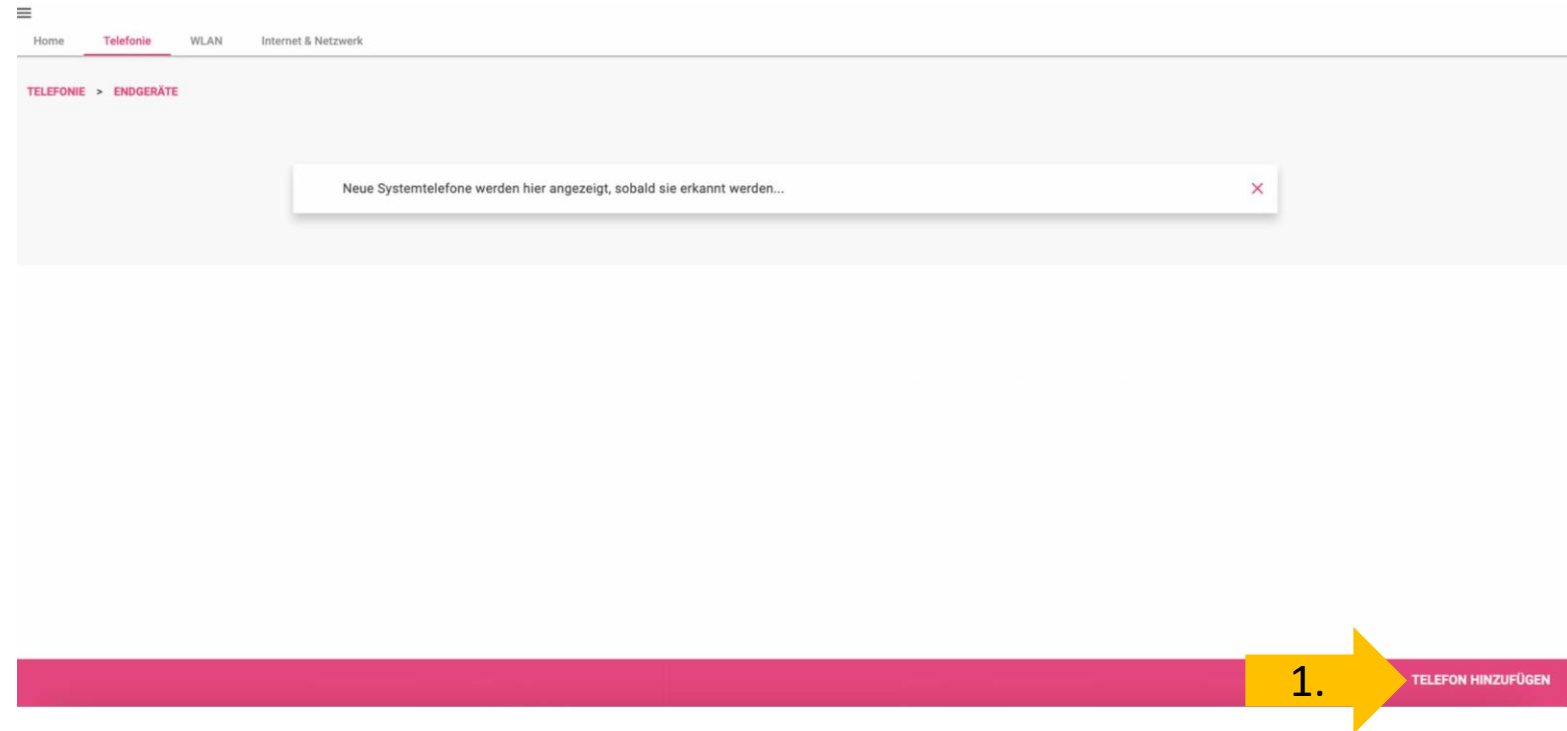 Home Telefonie WLAN Internet & Netzwerk
TELEFONIE > ENDGERÄTE
Neue Systemtelefone werden hier angezeigt, sobald sie erkannt werden...
1. TELEFON HINZUFÜGEN